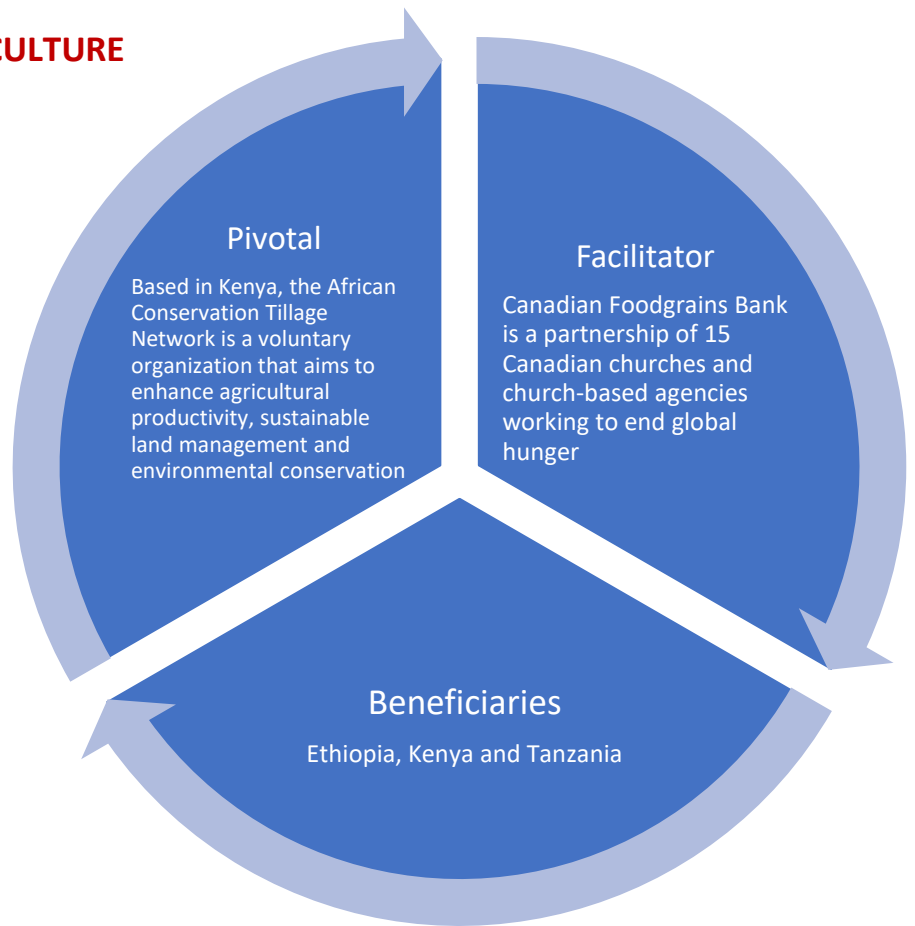 CULTURE
Pivotal
Based in Kenya, the African
Conservation Tillage
Network is a voluntary
organization that aims to
enhance agricultural
productivity, sustainable
land management and
environmental conservation
Facilitator
Canadian Foodgrains Bank
is a partnership of 15
Canadian churches and
church-based agencies
working to end global
hunger
Beneficiaries
Ethiopia, Kenya and Tanzania